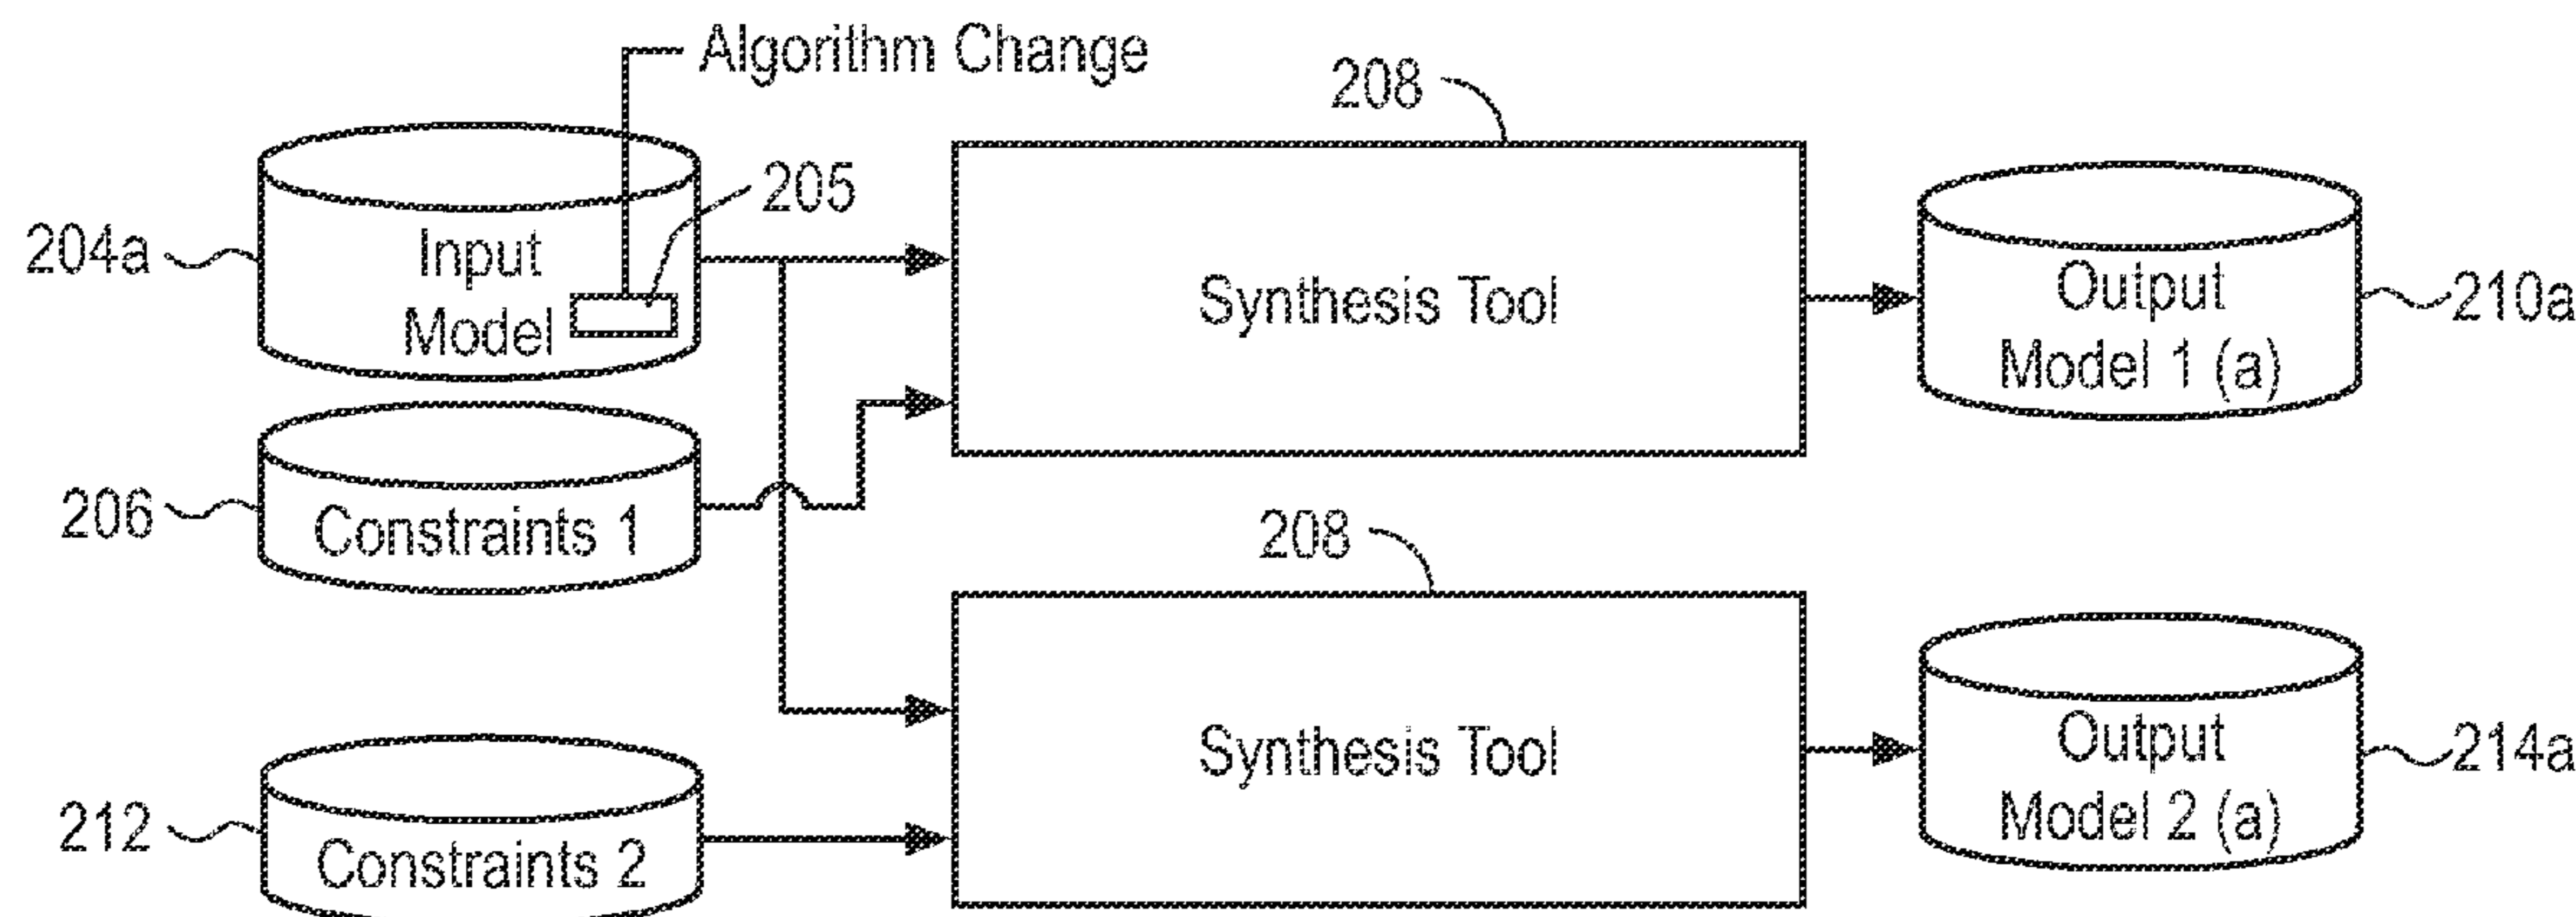 Algorithm Change
208
205
204a
Input
Model
Synthesis Tool
Output
Model 1 (a)
210a
206
Constraints 1
208
212
Constraints 2
Synthesis Tool
Output
Model 2 (a)
214a